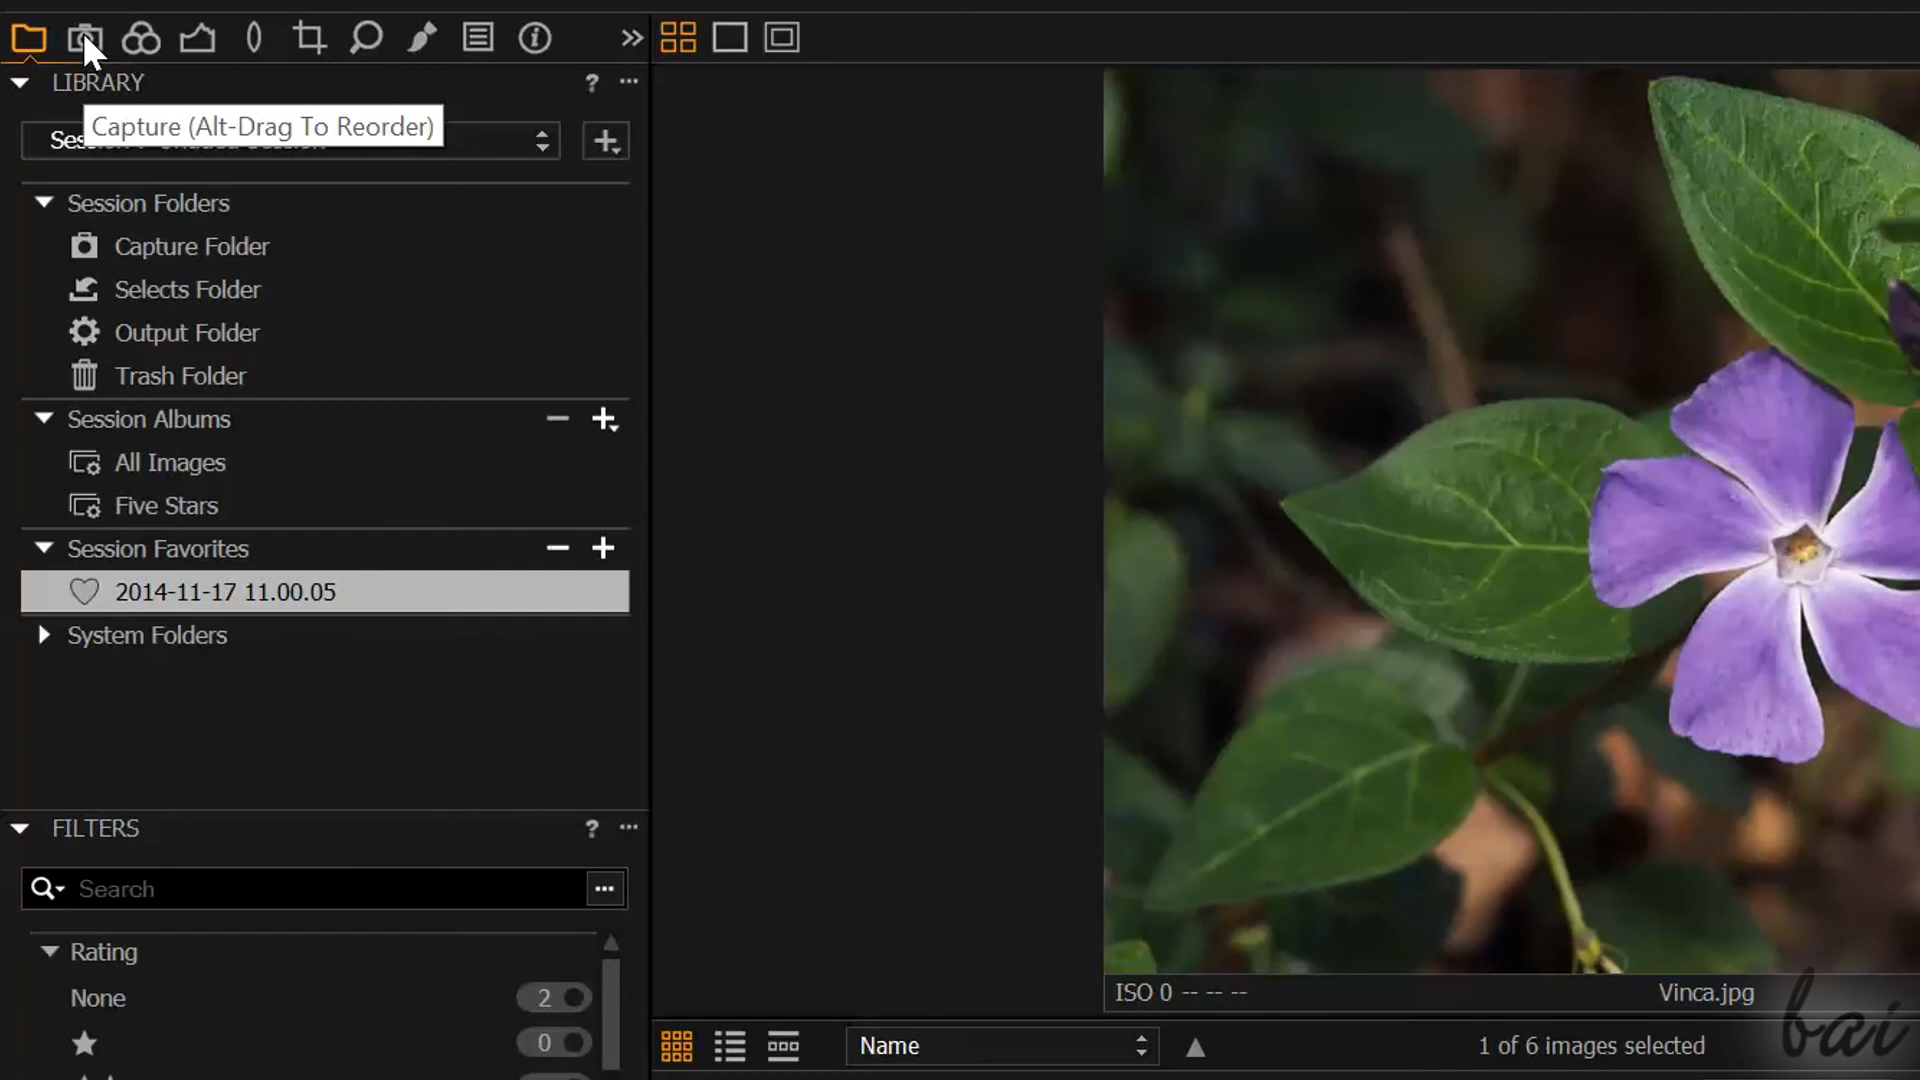 LIBRARY
? ...
Capture (Alt-Drag To Reorder)
Session Folders
Capture Folder
Selects Folder
Output Folder
Trash Folder
Session Albums
All Images
Five Stars
Session Favorites
2014-11-17 11.00.05
System Folders
FILTERS
? ...
Search
Rating
None 2
0
ISO 0 -- -- --
Vinca.jpg
Name
1 of 6 images selected
bai